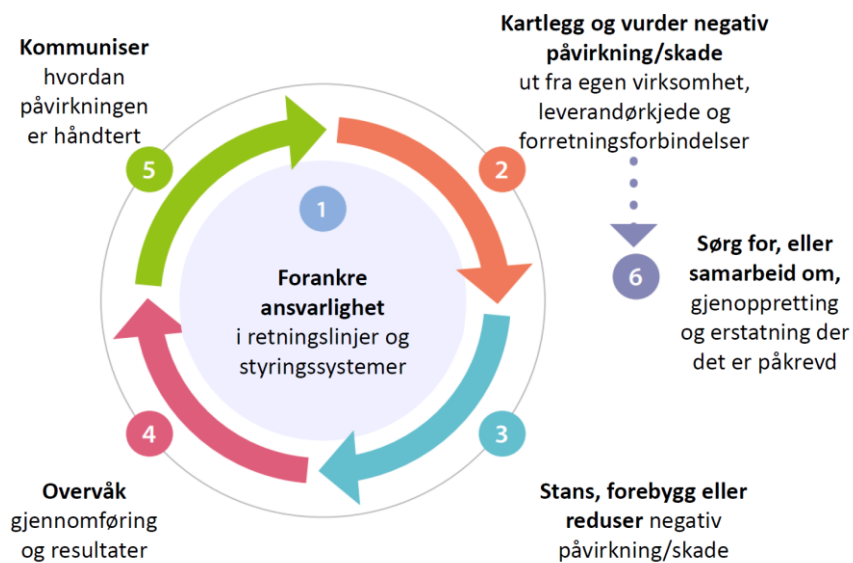 1
Forankre
ansvarlighet
i retningslinjer og
styringssystemer
Kartlegg og vurder negativ
påvirkning/skade
ut fra egen virksomhet,
leverandørkjede og
forretningsforbindelser
2
3
Stans, forebygg eller
reduser negativ
påvirkning/skade
4
Overvåk
gjennomføring
og resultater
Kommuniser
hvordan
påvirkningen
er håndtert
5
6
Sørg for, eller
samarbeid om,
gjenoppretting
og erstatning der
det er påkrevd